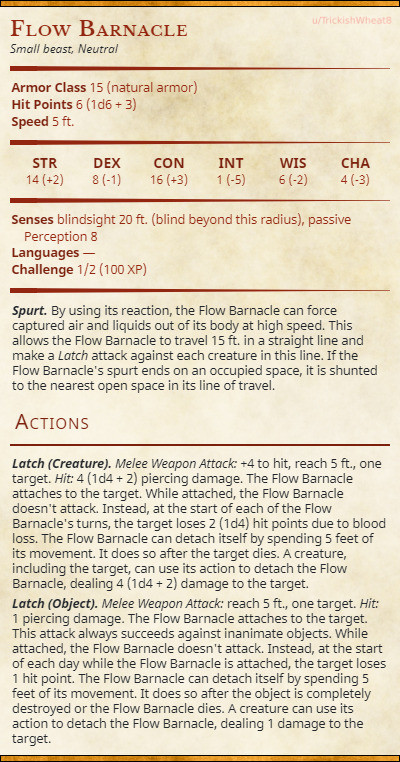 u/TrickishWheat8
Flow Barnacle
Small beast, Neutral
Armor Class 15 (natural armor)
Hit Points 6 (1d6 + 3)
Speed 5 ft.
STR DEX CON INT WIS CHA
14 (+2) 8 (-1) 16 (+3) 1 (-5) 6 (-2) 4 (-3)
Senses blindsight 20 ft. (blind beyond this radius), passive
Perception 8
Languages —
Challenge 1/2 (100 XP)
Spurt. By using its reaction, the Flow Barnacle can force
captured air and liquids out of its body at high speed. This
allows the Flow Barnacle to travel 15 ft. in a straight line and
make a Latch attack against each creature in this line. If the
Flow Barnacle's spurt ends on an occupied space, it is shunted
to the nearest open space in its line of travel.
Actions
Latch (Creature). Melee Weapon Attack: +4 to hit, reach 5 ft., one
target. Hit: 4 (1d4 + 2) piercing damage. The Flow Barnacle
attaches to the target. While attached, the Flow Barnacle
doesn't attack. Instead, at the start of each of the Flow
Barnacle's turns, the target loses 2 (1d4) hit points due to blood
loss. The Flow Barnacle can detach itself by spending 5 feet of
its movement. It does so after the target dies. A creature,
including the target, can use its action to detach the Flow
Barnacle, dealing 4 (1d4 + 2) damage to the target.
Latch (Object). Melee Weapon Attack: reach 5 ft., one target. Hit:
1 piercing damage. The Flow Barnacle attaches to the target.
This attack always succeeds against inanimate objects. While
attached, the Flow Barnacle doesn't attack. Instead, at the start
of each day while the Flow Barnacle is attached, the target loses
1 hit point. The Flow Barnacle can detach itself by spending 5
feet of its movement. It does so after the object is completely
destroyed or the Flow Barnacle dies. A creature can use its
action to detach the Flow Barnacle, dealing 1 damage to the
target.